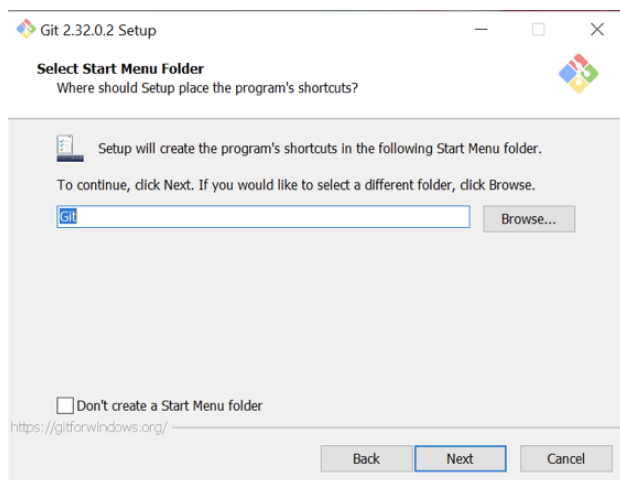 Git 2.32.0.2 Setup
Select Start Menu Folder
Where should Setup place the program's shortcuts?
Setup will create the program's shortcuts in the following Start Menu folder.
To continue, click Next. If you would like to select a different folder, click Browse.
Git
Browse...
Don't create a Start Menu folder
https://gitforwindows.org/
Back
Next
Cancel